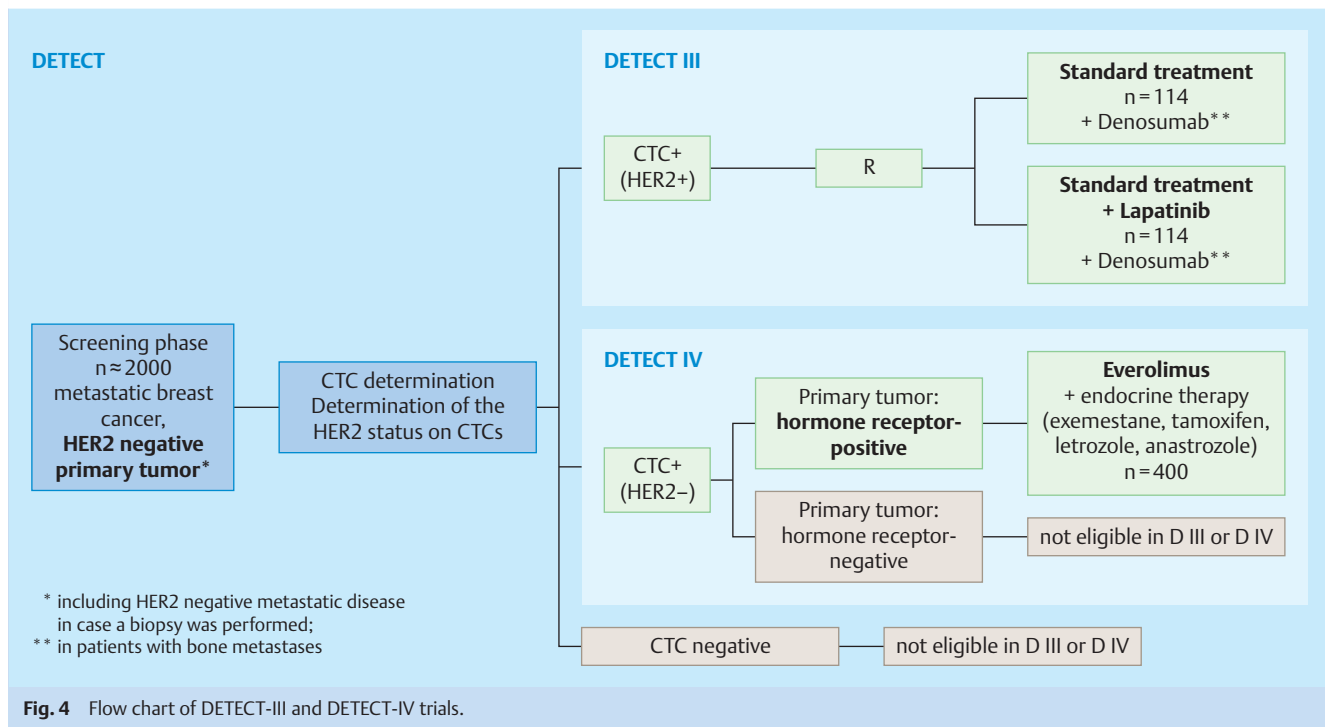 DETECT
Screening phase
n ≈ 2000
metastatic breast
cancer,
HER2 negative
primary tumor*
CTC determination
Determination of the
HER2 status on CTCs
DETECT III
CTC+
(HER2+)
R
Standard treatment
n = 114
+ Denosumab**
Standard treatment
+ Lapatinib
n = 114
+ Denosumab**
DETECT IV
CTC+
(HER2–)
Primary tumor:
hormone receptor-
positive
Everolimus
+ endocrine therapy
(exemestane, tamoxifen,
letrozole, anastrozole)
n = 400
Primary tumor:
hormone receptor-
negative
not eligible in D III or D IV
CTC negative
not eligible in D III or D IV
* including HER2 negative metastatic disease
in case a biopsy was performed;
** in patients with bone metastases
Fig. 4 Flow chart of DETECT-III and DETECT-IV trials.